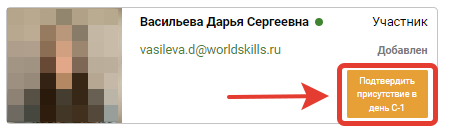 Васильева Дарья Сергеевна Участник
vasileva.d@worldskills.ru Добавлен
Подтвердить
присутствие в
день С-1